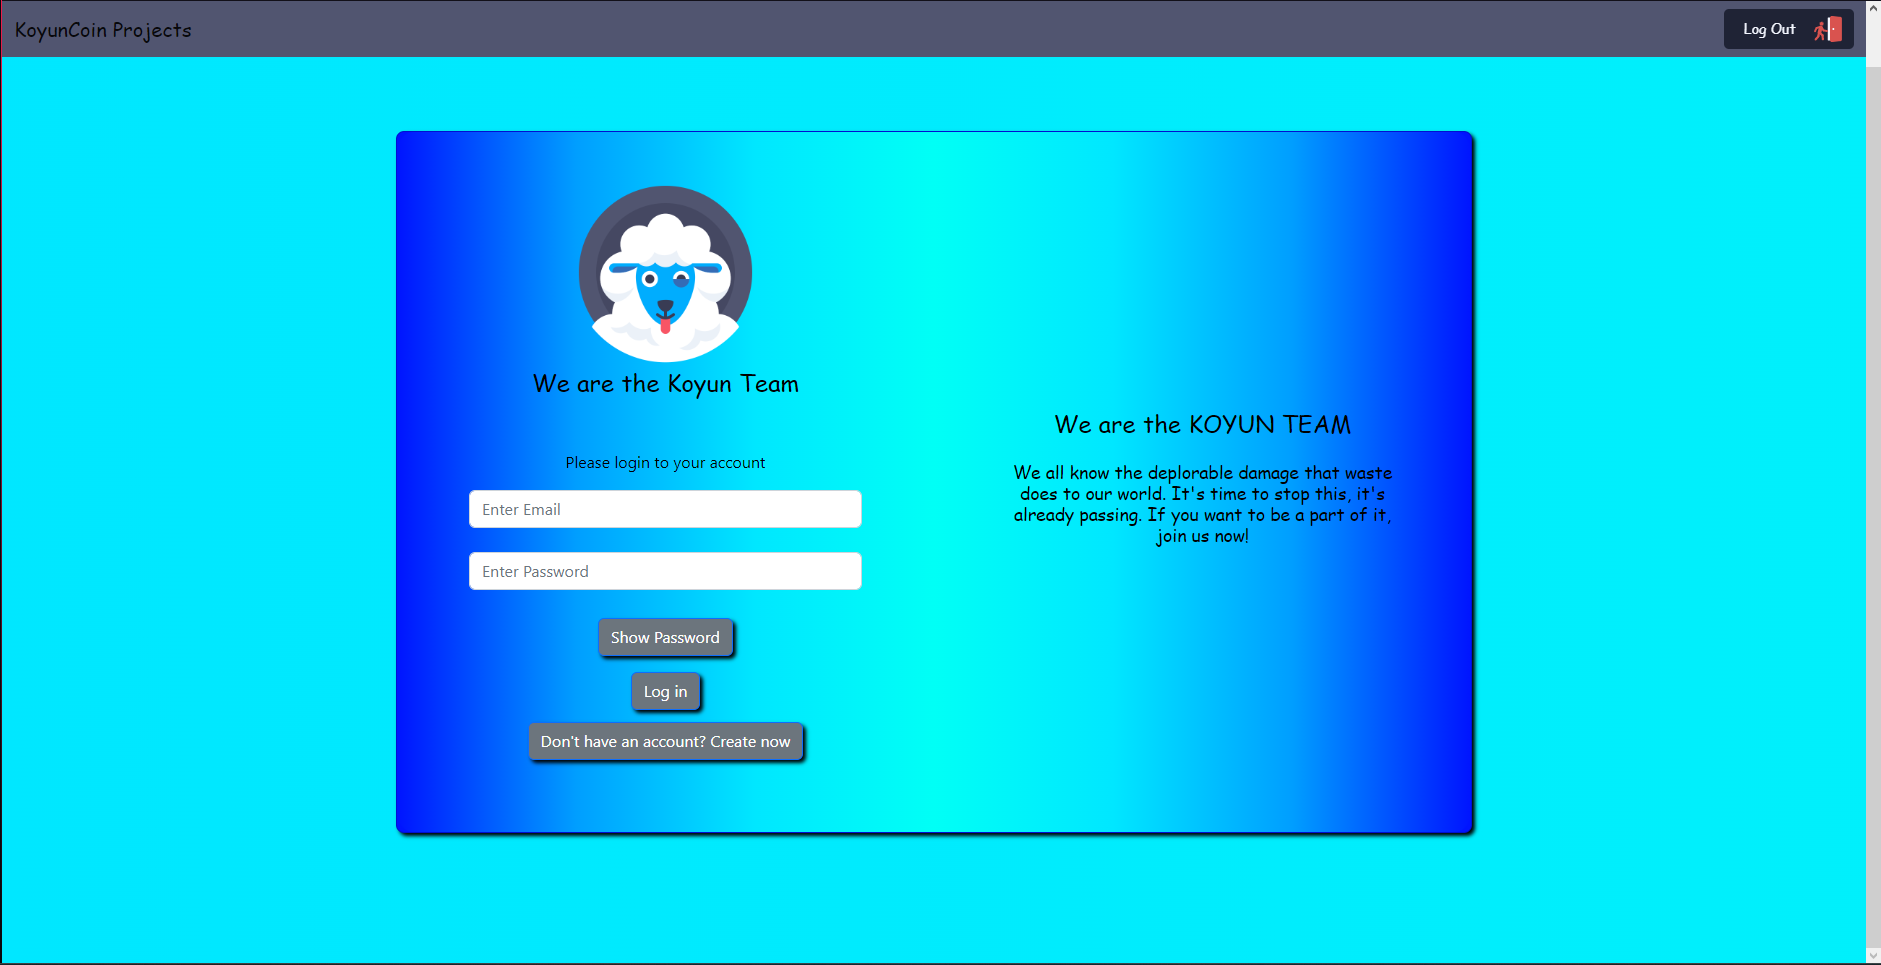 KoyunCoin Projects
Log Out
We are the Koyun Team
Please login to your account
Enter Email
Enter Password
Show Password
Log in
Don't have an account? Create now
We are the KOYUN TEAM
We all know the deplorable damage that waste
does to our world. It's time to stop this, it's
already passing. If you want to be a part of it,
join us now!